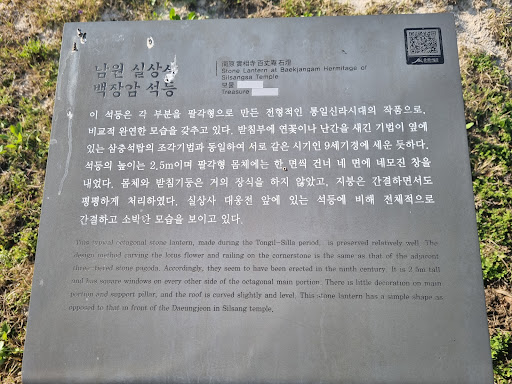 남원 실상사
백장암 석등
南原 實相寺 百丈庵 石燈
Stone Lantern at Baekjangam Hermitage of
Silsangsa Temple
보물
Treasure
이 석등은 각 부분을 팔각형으로 만든 전형적인 통일신라시대의 작품으로,
비교적 완연한 모습을 갖추고 있다. 받침부에 연꽃이나 난간을 새긴 기법이 옆에
있는 삼층석탑의 조각기법과 동일하여 서로 같은 시기인 9세기경에 세운 듯하다.
석등의 높이는 2.5m이며 팔각형 몸체에는 한 면씩 건너 네 면에 네모진 창을
내었다. 몸체와 받침기둥은 거의 장식을 하지 않았고, 지붕은 간결하면서도
평평하게 처리하였다. 실상사 대웅전 앞에 있는 석등에 비해 전체적으로
간결하고 소박한 모습을 보이고 있다.
This typical octagonal stone lantern, made during the Tongil-Silla period, is preserved relatively well. The
design method carving the lotus flower and railing on the cornerstone is the same as that of the adjacent
three-tiered stone pagoda. Accordingly, they seem to have been erected in the ninth century. It is 2.5m tall
and has square windows on every other side of the octagonal main portion. There is little decoration on main
portion and support piller, and the roof is carved slightly and level. This stone lantern has a simple shape as
opposed to that in front of the Daeungjeon in Silsang temple.